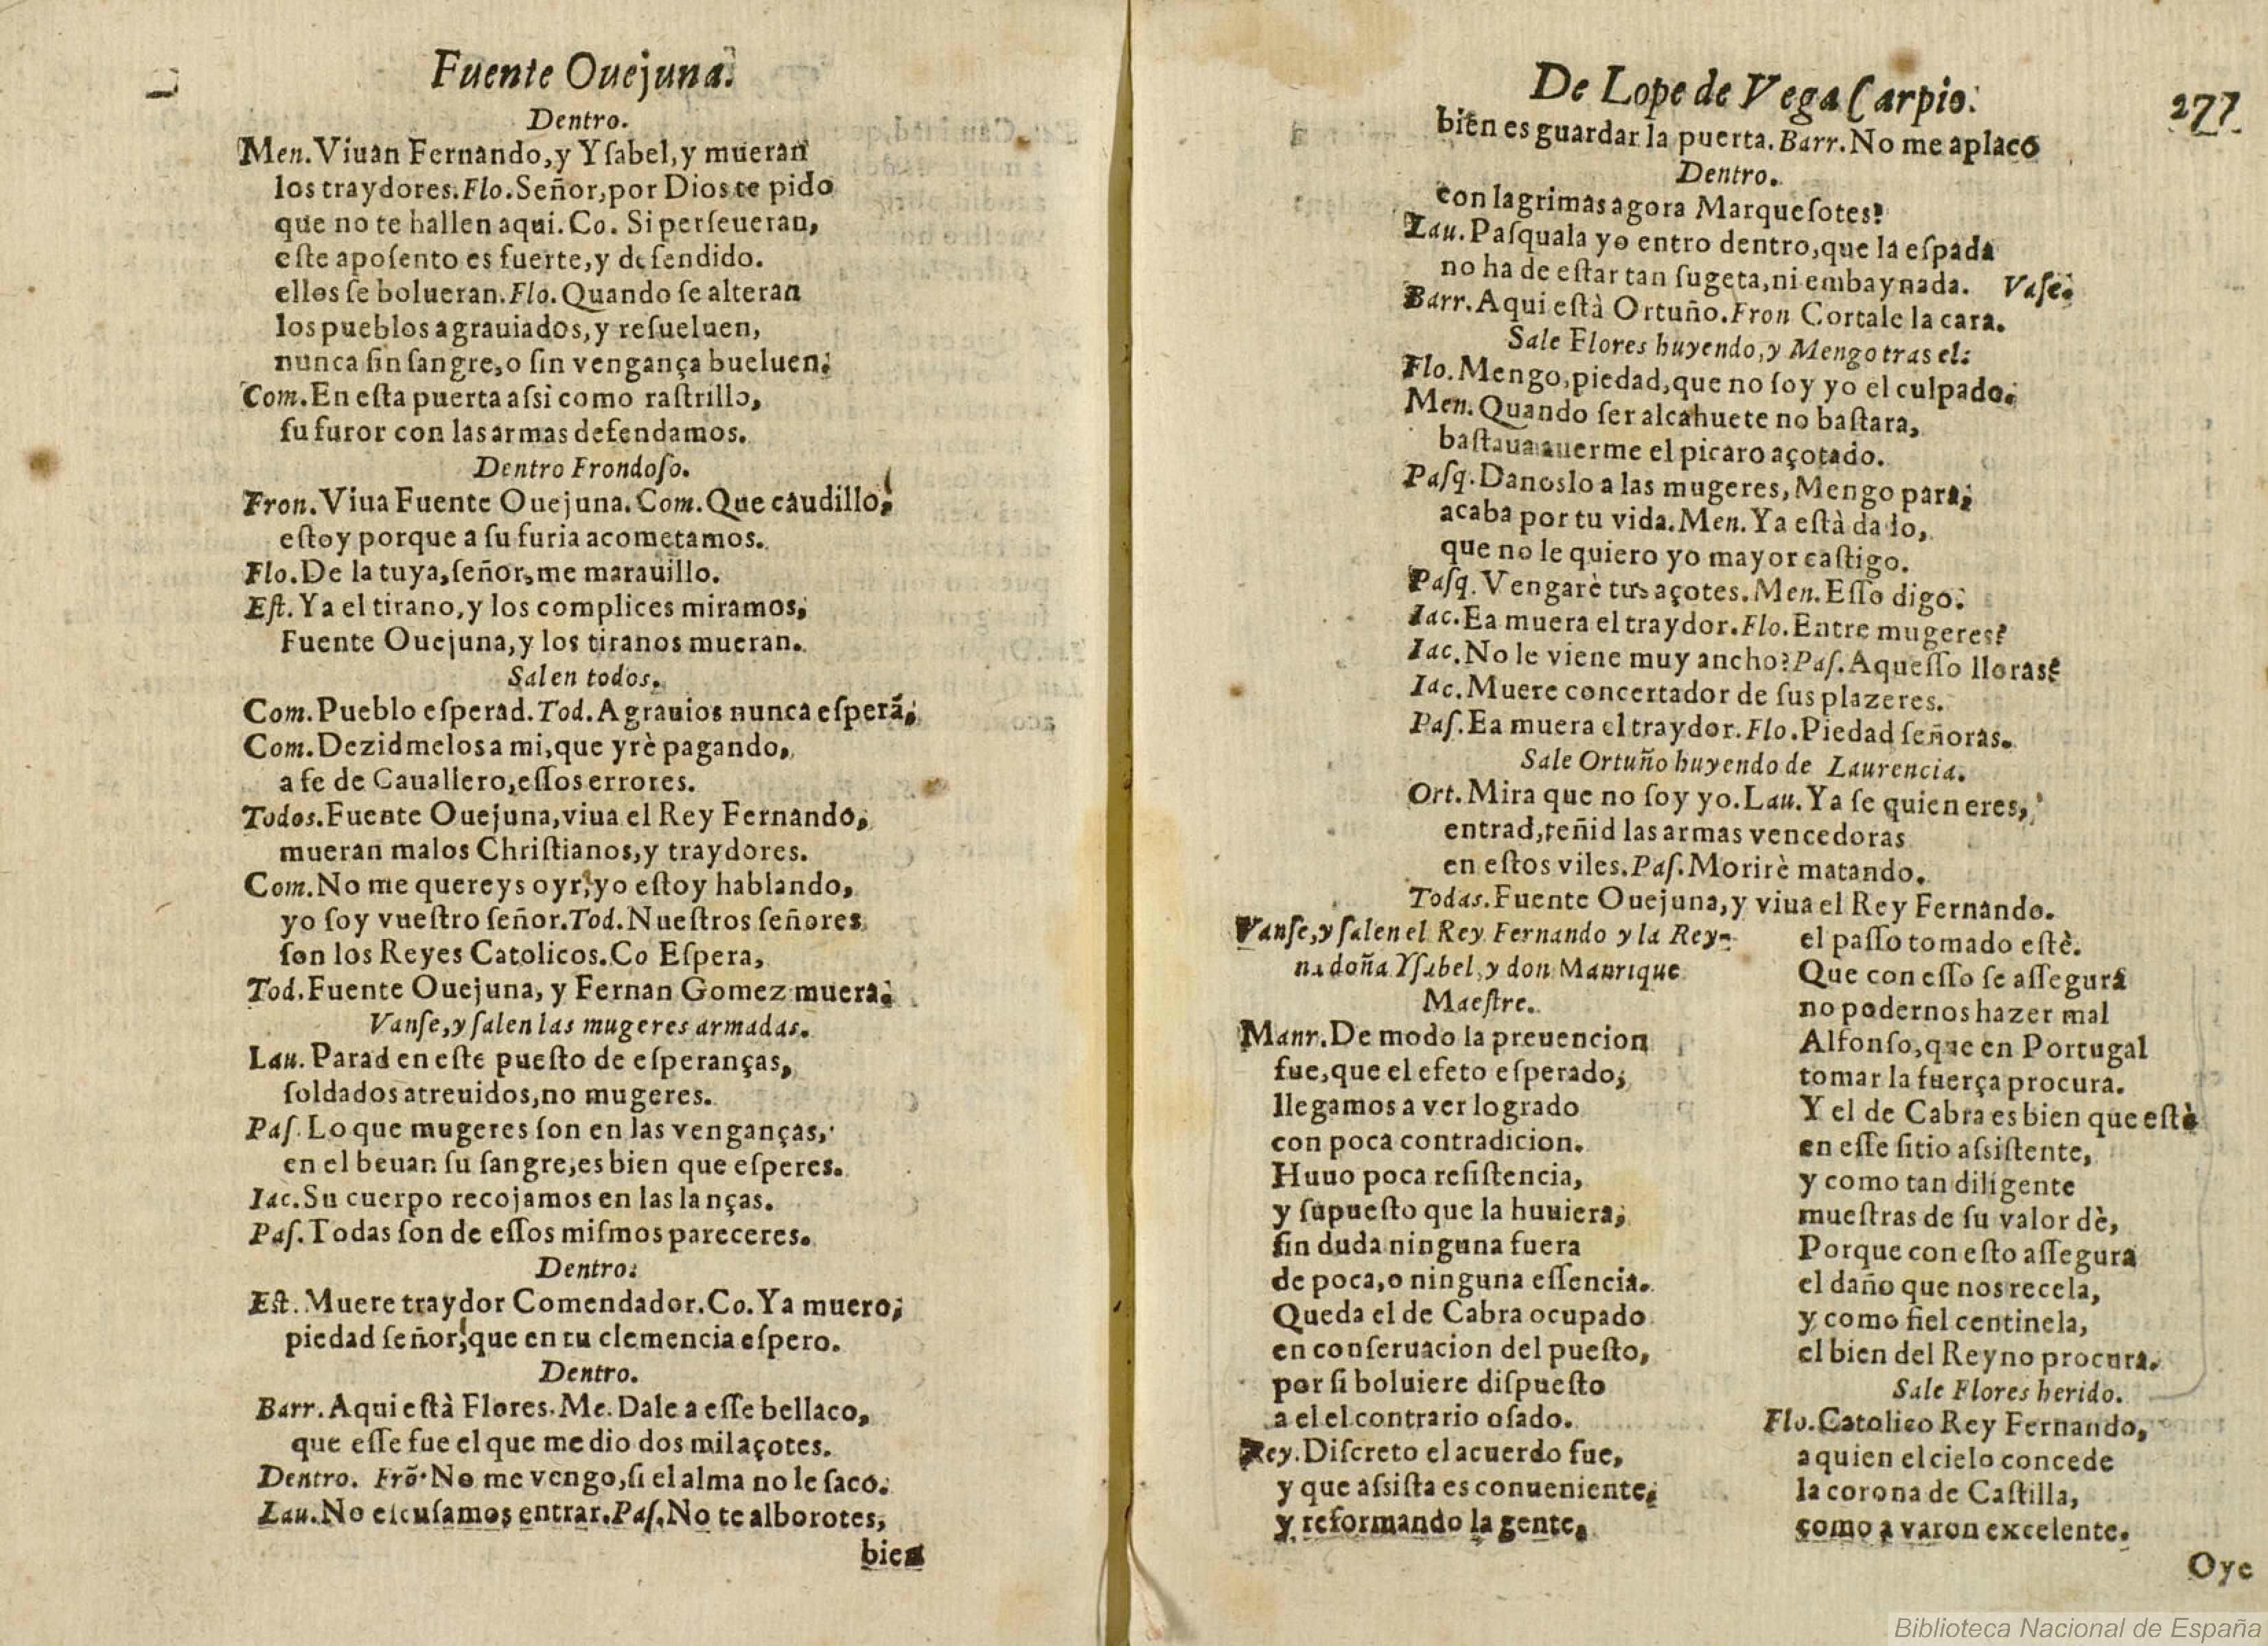 Fuente Ouejuna.
Dentro.
Men. Viuan Fernando, y Ysabel, y mueran
los traydores. Flo. Señor, por Dios te pido
que no te hallen aqui. Co. Si perseueran,
este aposento es fuerte, y defendido.
ellos se bolueran. Flo. Quando se alteran
los pueblos agrauiados, y resueluen,
nunca sin sangre, o sin vengança bueluen.
Com. En esta puerta assi como rastrillo,
su furor con las armas defendamos.
Dentro Frondoso.
Fron. Viua Fuente Ouejuna. Com. Que caudillo,
estoy porque a su furia acometamos.
Flo. De la tuya, señor, me marauillo.
Est. Ya el tirano, y los complices miramos,
Fuente Ouejuna, y los tiranos mueran.
Salen todos.
Com. Pueblo esperad. Tod. Agrauios nunca esperã,
Com. Dezidmelos a mi, que yrè pagando,
a fe de Cauallero, essos errores.
Todos. Fuente Ouejuna, viua el Rey Fernando,
mueran malos Christianos, y traydores.
Com. No me quereys oyr, yo estoy hablando,
yo soy vuestro señor. Tod. Nuestros señores
son los Reyes Catolicos. Co Espera,
Tod. Fuente Ouejuna, y Fernan Gomez muera.
Vanse, y salen las mugeres armadas.
Lau. Parad en este puesto de esperanças,
soldados atreuidos, no mugeres.
Pas. Lo que mugeres son en las venganças,
en el beuan su sangre, es bien que esperes.
Iac. Su cuerpo recojamos en las lanças.
Pas. Todas son de essos mismos pareceres.
Dentro.
Est. Muere traydor Comendador. Co. Ya muero,
piedad señor, que en tu clemencia espero.
Dentro.
Barr. Aqui està Flores. Me. Dale a esse bellaco,
que esse fue el que me dio dos mil açotes.
Dentro. Frõ. No me vengo, si el alma no le saco.
Lau. No escusamos entrar. Pas. No te alborotes,
bien
De Lope de Vega Carpio. 277
bien es guardar la puerta. Barr. No me aplaco
Dentro.
con lagrimas agora Marquesotes?
Lau. Pasquala yo entro dentro, que la espada
no ha de estar tan sugeta, ni embaynada. Vase.
Barr. Aqui està Ortuño. Fron Cortale la cara.
Sale Flores huyendo, y Mengo tras el.
Flo. Mengo, piedad, que no soy yo el culpado.
Men. Quando ser alcahuete no bastara,
bastaua auerme el picaro açotado.
Pasq. Danoslo a las mugeres, Mengo para,
acaba por tu vida. Men. Ya està dado,
que no le quiero yo mayor castigo.
Pasq. Vengarè tus açotes. Men. Esso digo.
Iac. Ea muera el traydor. Flo. Entre mugeres?
Iac. No le viene muy ancho? Pas. Aquesso lloras?
Iac. Muere concertador de sus plazeres.
Pas. Ea muera el traydor. Flo. Piedad señoras.
Sale Ortuño huyendo de Laurencia.
Ort. Mira que no soy yo. Lau. Ya se quien eres,
entrad, teñid las armas vencedoras
en estos viles. Pas. Morirè matando.
Todas. Fuente Ouejuna, y viua el Rey Fernando.
Vanse, y salen el Rey Fernando y la Rey-
na doña Ysabel, y don Manrique
Maestre.
Manr. De modo la preuencion
fue, que el efeto esperado,
llegamos a ver logrado
con poca contradicion.
Huuo poca resistencia,
y supuesto que la huuiera,
sin duda ninguna fuera
de poca, o ninguna essencia.
Queda el de Cabra ocupado
en conseruacion del puesto,
por si boluiere dispuesto
a el el contrario osado.
Rey. Discreto el acuerdo fue,
y que assista es conueniente,
y reformando la gente,
el passo tomado estè.
Que con esso se assegura
no podernos hazer mal
Alfonso, que en Portugal
tomar la fuerça procura.
Y el de Cabra es bien que estè
en esse sitio assistente,
y como tan diligente
muestras de su valor dè,
Porque con esto assegura
el daño que nos recela,
y como fiel centinela,
el bien del Reyno procura.
Sale Flores herido.
Flo. Catolico Rey Fernando,
a quien el cielo concede
la corona de Castilla,
como a varon excelente.
Oye
Biblioteca Nacional de España